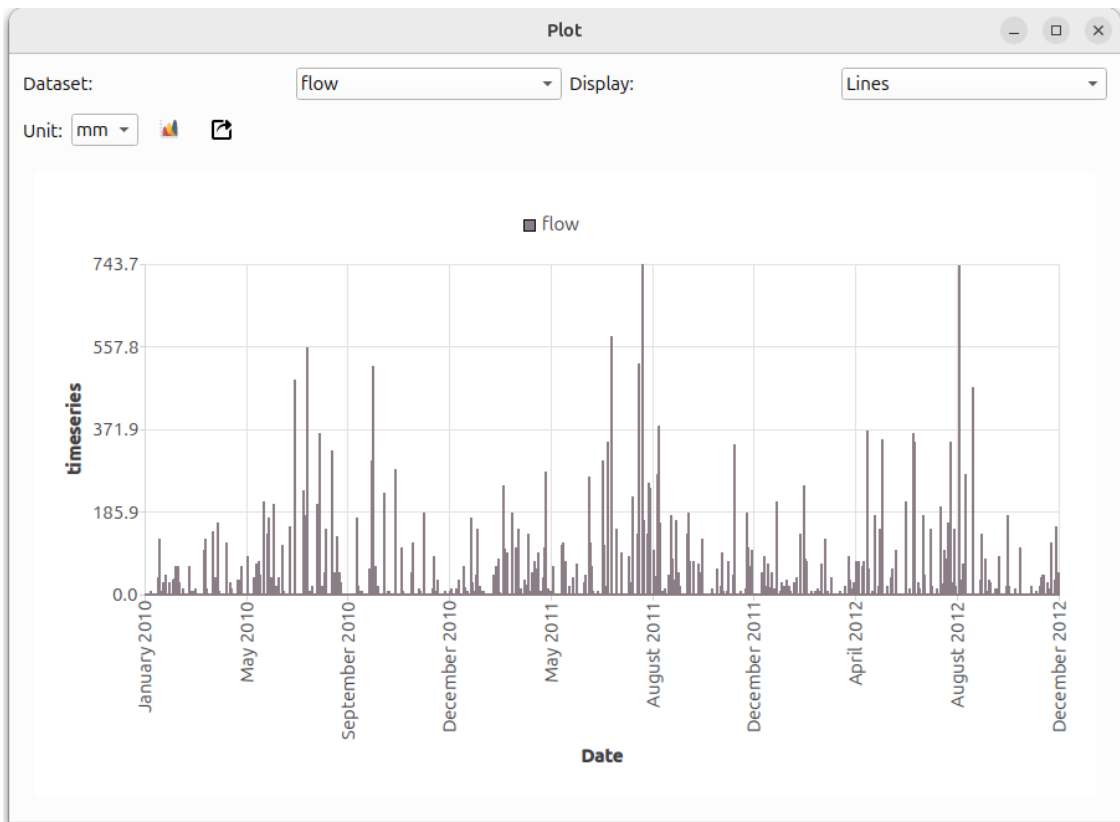 Plot
Dataset: flow Display: Lines
Unit: mm
flow
743.7
557.8
371.9
185.9
0.0
timeseries
January 2010
May 2010
September 2010
December 2010
May 2011
August 2011
December 2011
April 2012
August 2012
December 2012
Date